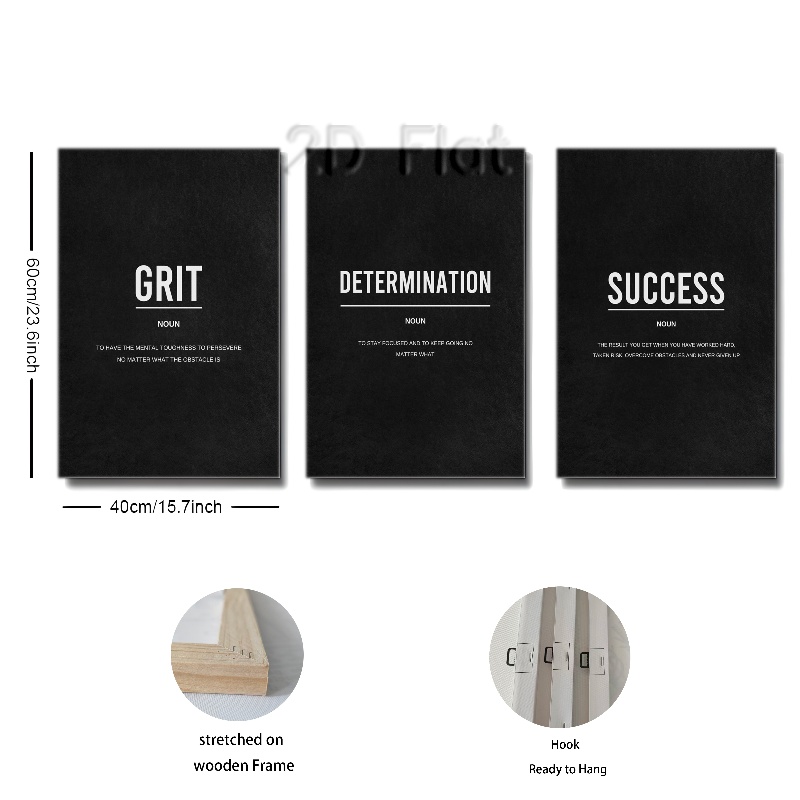 2D Flat
GRIT
NOUN
TO HAVE THE MENTAL TOUGHNESS TO PERSEVERE
NO MATTER WHAT THE OBSTACLE IS
DETERMINATION
NOUN
TO STAY FOCUSED AND TO KEEP GOING NO
MATTER WHAT
SUCCESS
NOUN
THE RESULT YOU GET WHEN YOU HAVE WORKED HARD,
TAKEN RISK, OVERCOME OBSTACLES AND NEVER GIVEN UP
60cm/23.6inch
40cm/15.7inch
stretched on
wooden Frame
Hook
Ready to Hang